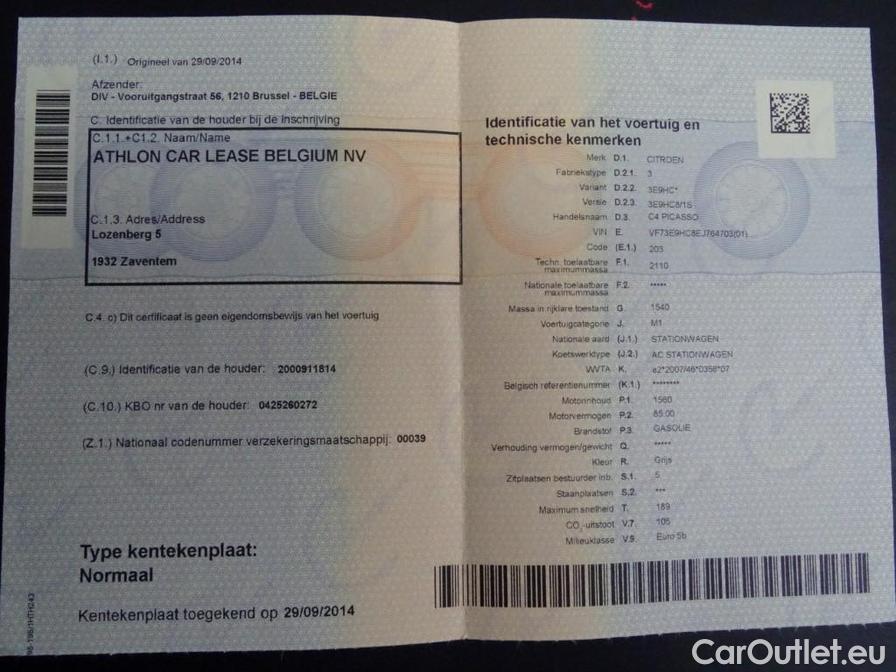 (I.1.) Origineel van 29/09/2014
Afzender:
DIV - Vooruitgangstraat 56, 1210 Brussel - BELGIE
C. Identificatie van de houder bij de inschrijving
C.1.1.+C1.2. Naam/Name
ATHLON CAR LEASE BELGIUM NV
C.1.3. Adres/Address
Lozenberg 5
1932 Zaventem
C.4. c) Dit certificaat is geen eigendomsbewijs van het voertuig
(C.9.) Identificatie van de houder: 2000911814
(C.10.) KBO nr van de houder: 0425260272
(Z.1.) Nationaal codenummer verzekeringsmaatschappij: 00039
Type kentekenplaat:
Normaal
Kentekenplaat toegekend op 29/09/2014
Identificatie van het voertuig en
technische kenmerken
Merk D.1. CITROEN
Fabriekstype D.2.1. 3
Variant D.2.2. 3E9HC*
Versie D.2.3. 3E9HC8/1S
Handelsnaam D.3. C4 PICASSO
VIN E. VF73E9HC8EJ764703(01)
Code (E.1.) 203
Techn. toelaatbare F.1. 2110
maximummassa
Nationale toelaatbare F.2. *****
maximummassa
Massa in rijklare toestand G. 1540
Voertuigcategorie J. M1
Nationale aard (J.1.) STATIONWAGEN
Koetswerktype (J.2.) AC STATIONWAGEN
WVTA K. e2*2007/46*0356*07
Belgisch referentienummer (K.1.) ********
Motorinhoud P.1. 1560
Motorvermogen P.2. 85.00
Brandstof P.3. GASOLIE
Verhouding vermogen/gewicht Q. *****
Kleur R. Grijs
Zitplaatsen bestuurder inb. S.1. 5
Staanplaatsen S.2. ***
Maximum snelheid T. 189
CO₂-uitstoot V.7. 105
Milieuklasse V.9. Euro 5b
CarOutlet.eu